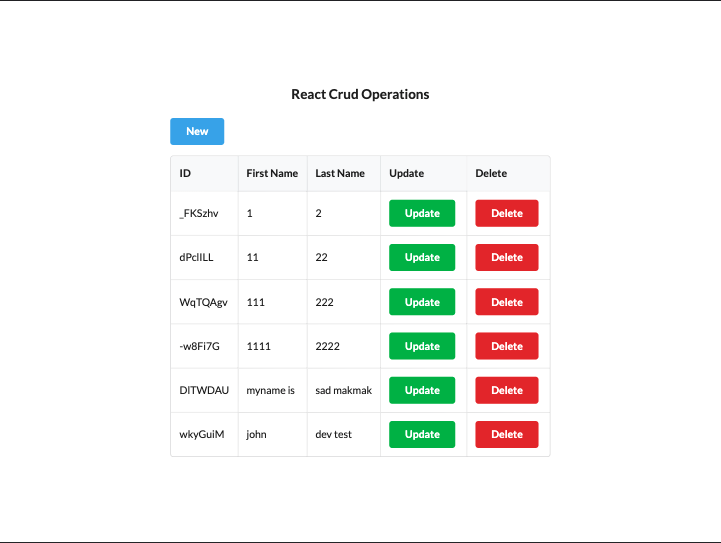 React Crud Operations
New
ID First Name Last Name Update Delete
_FKSzhv 1 2 Update Delete
dPclILL 11 22 Update Delete
WqTQAgv 111 222 Update Delete
-w8Fi7G 1111 2222 Update Delete
DITWDAU myname is sad makmak Update Delete
wkyGuiM john dev test Update Delete